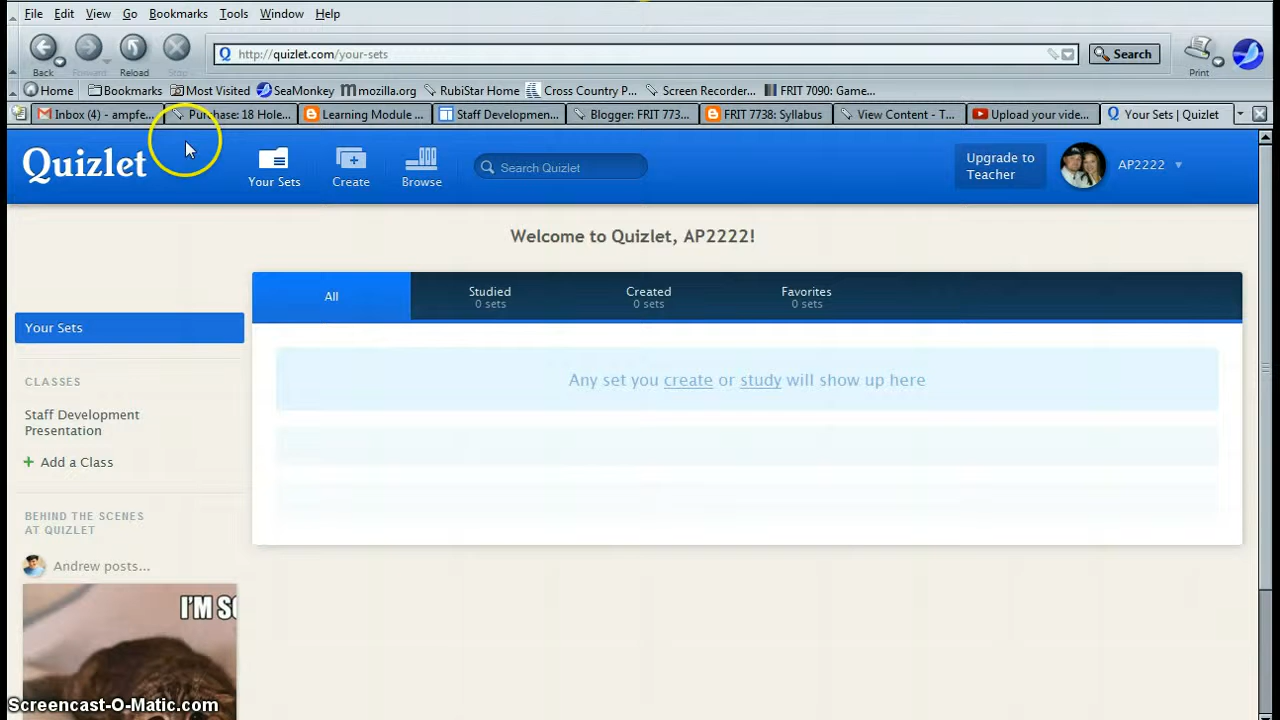 File Edit View Go Bookmarks Tools Window Help
http://quizlet.com/your-sets
Search
Back Forward Reload Stop Print
Home Bookmarks Most Visited SeaMonkey mozilla.org RubiStar Home Cross Country P... Screen Recorder... FRIT 7090: Game...
Inbox (4) - ampfe... Purchase: 18 Hole... Learning Module ... Staff Developmen... Blogger: FRIT 773... FRIT 7738: Syllabus View Content - T... Upload your vide... Your Sets | Quizlet
Quizlet
Your Sets
Create
Browse
Search Quizlet
Upgrade to
Teacher
AP2222
Welcome to Quizlet, AP2222!
All
Studied
0 sets
Created
0 sets
Favorites
0 sets
Your Sets
Any set you create or study will show up here
CLASSES
Staff Development
Presentation
+ Add a Class
BEHIND THE SCENES
AT QUIZLET
Andrew posts...
I'M SO
Screencast-O-Matic.com